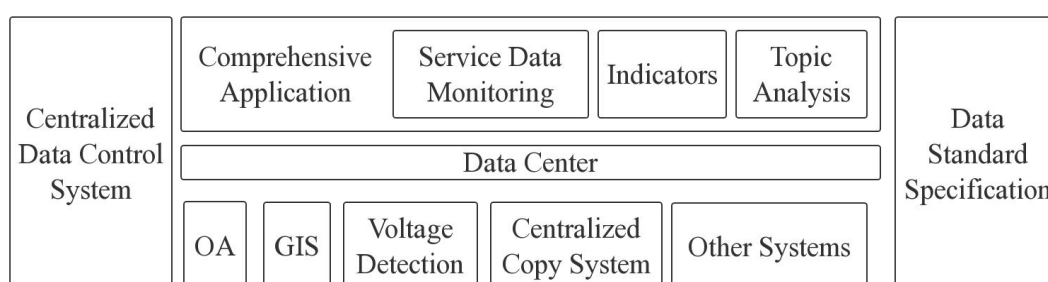 Centralized
Data Control
System
Comprehensive
Application
Service Data
Monitoring
Indicators
Topic
Analysis
Data Center
OA
GIS
Voltage
Detection
Centralized
Copy System
Other Systems
Data
Standard
Specification